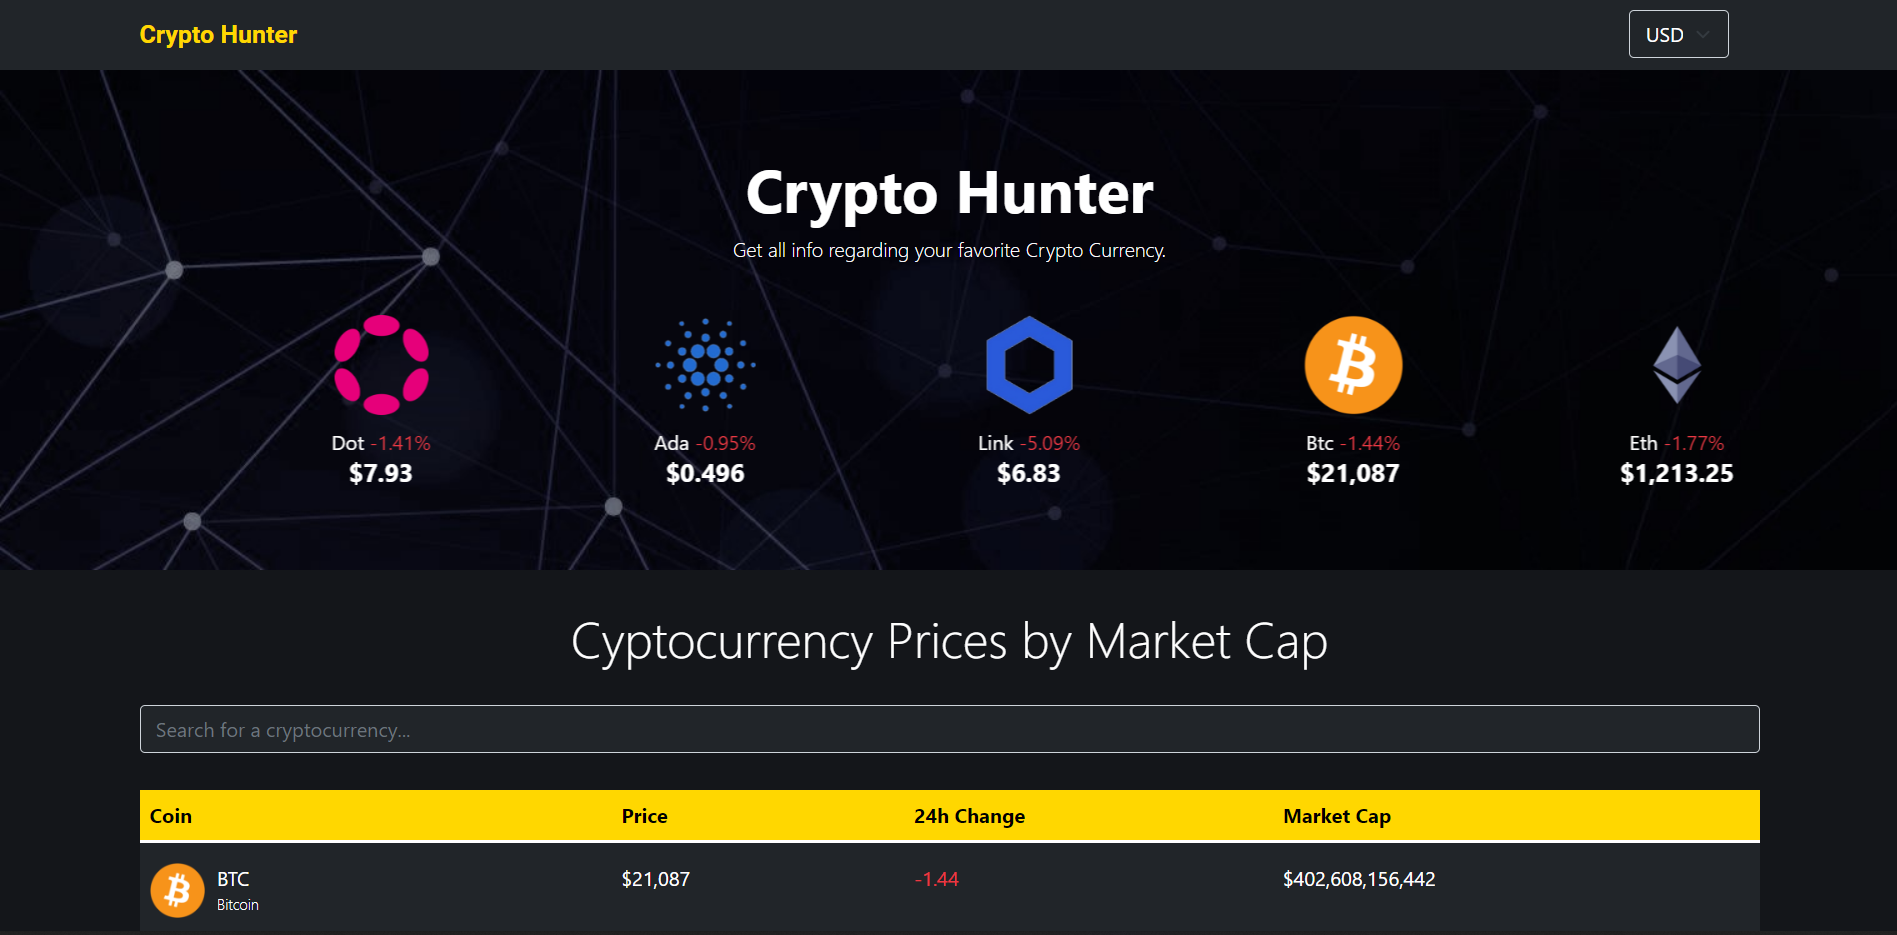 Crypto Hunter
USD
Crypto Hunter
Get all info regarding your favorite Crypto Currency.
Dot -1.41%
$7.93
Ada -0.95%
$0.496
Link -5.09%
$6.83
Btc -1.44%
$21,087
Eth -1.77%
$1,213.25
Cyptocurrency Prices by Market Cap
Search for a cryptocurrency...
Coin Price 24h Change Market Cap
BTC $21,087 -1.44 $402,608,156,442
Bitcoin